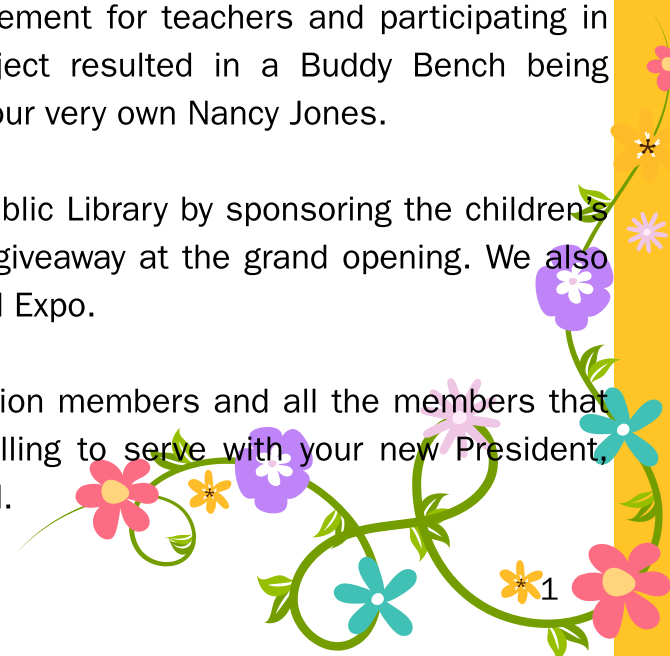 ement for teachers and participating in
ject resulted in a Buddy Bench being
our very own Nancy Jones.
blic Library by sponsoring the children’s
giveaway at the grand opening. We also
l Expo.
ion members and all the members that
lling to serve with your new President,
l.
1